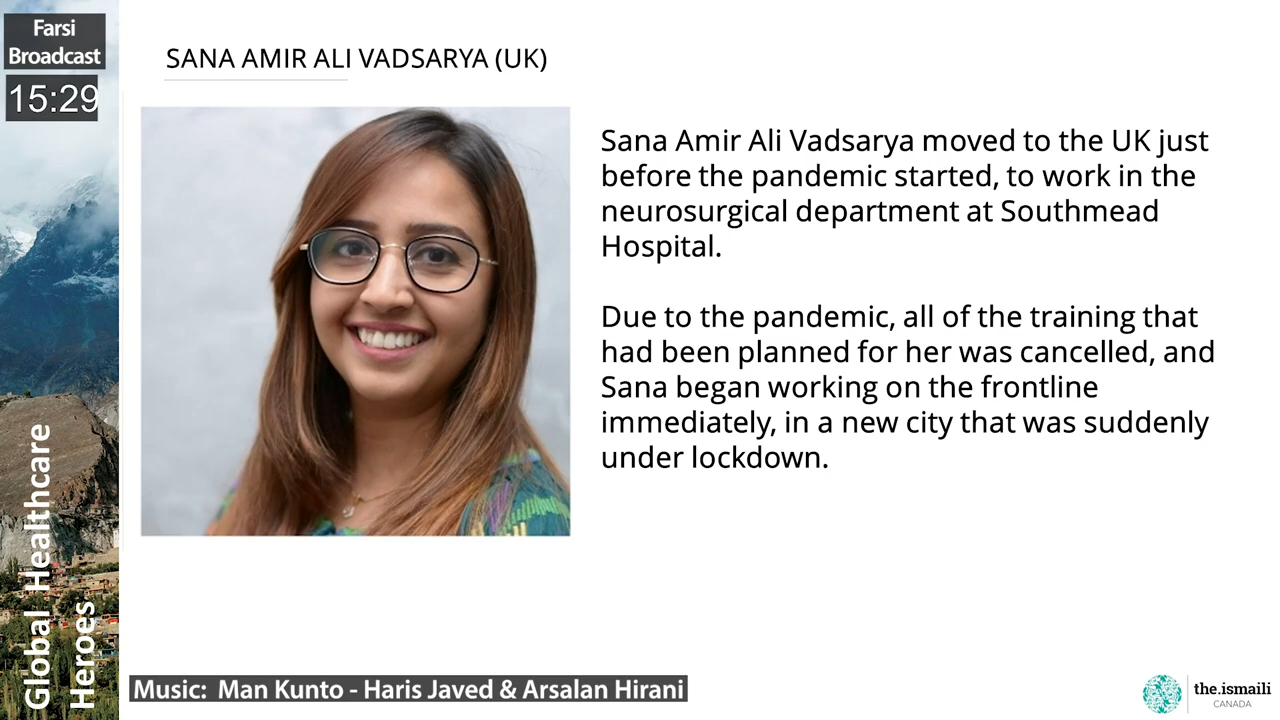 Farsi
Broadcast
15:29
Global Healthcare
Heroes
SANA AMIR ALI VADSARYA (UK)
Sana Amir Ali Vadsarya moved to the UK just
before the pandemic started, to work in the
neurosurgical department at Southmead
Hospital.
Due to the pandemic, all of the training that
had been planned for her was cancelled, and
Sana began working on the frontline
immediately, in a new city that was suddenly
under lockdown.
Music: Man Kunto - Haris Javed & Arsalan Hirani
the.ismaili
CANADA